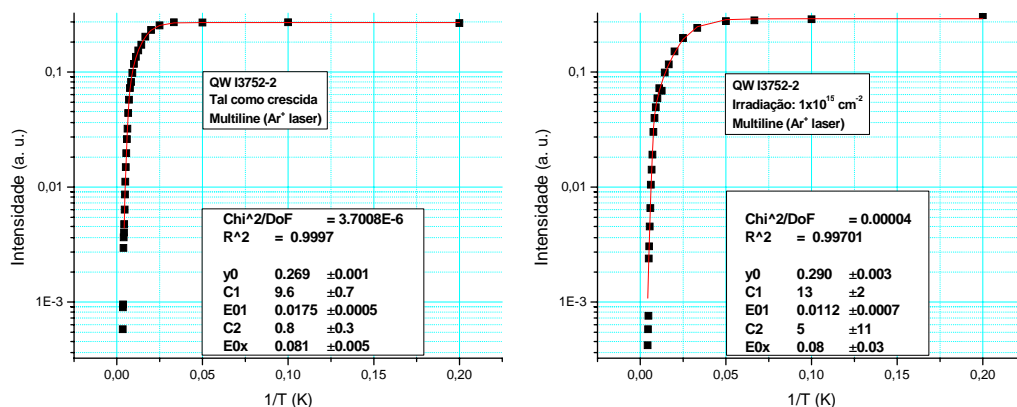 Intensidade (a. u.)
0,1
0,01
1E-3
QW I3752-2
Tal como crescida
Multiline (Ar⁺ laser)
Chi^2/DoF = 3.7008E-6
R^2 = 0.9997
y0 0.269 ±0.001
C1 9.6 ±0.7
E01 0.0175 ±0.0005
C2 0.8 ±0.3
E0x 0.081 ±0.005
0,00 0,05 0,10 0,15 0,20
1/T (K)
Intensidade (a. u.)
0,1
0,01
1E-3
QW I3752-2
Irradiação: 1x10¹⁵ cm⁻²
Multiline (Ar⁺ laser)
Chi^2/DoF = 0.00004
R^2 = 0.99701
y0 0.290 ±0.003
C1 13 ±2
E01 0.0112 ±0.0007
C2 5 ±11
E0x 0.08 ±0.03
0,00 0,05 0,10 0,15 0,20
1/T (K)